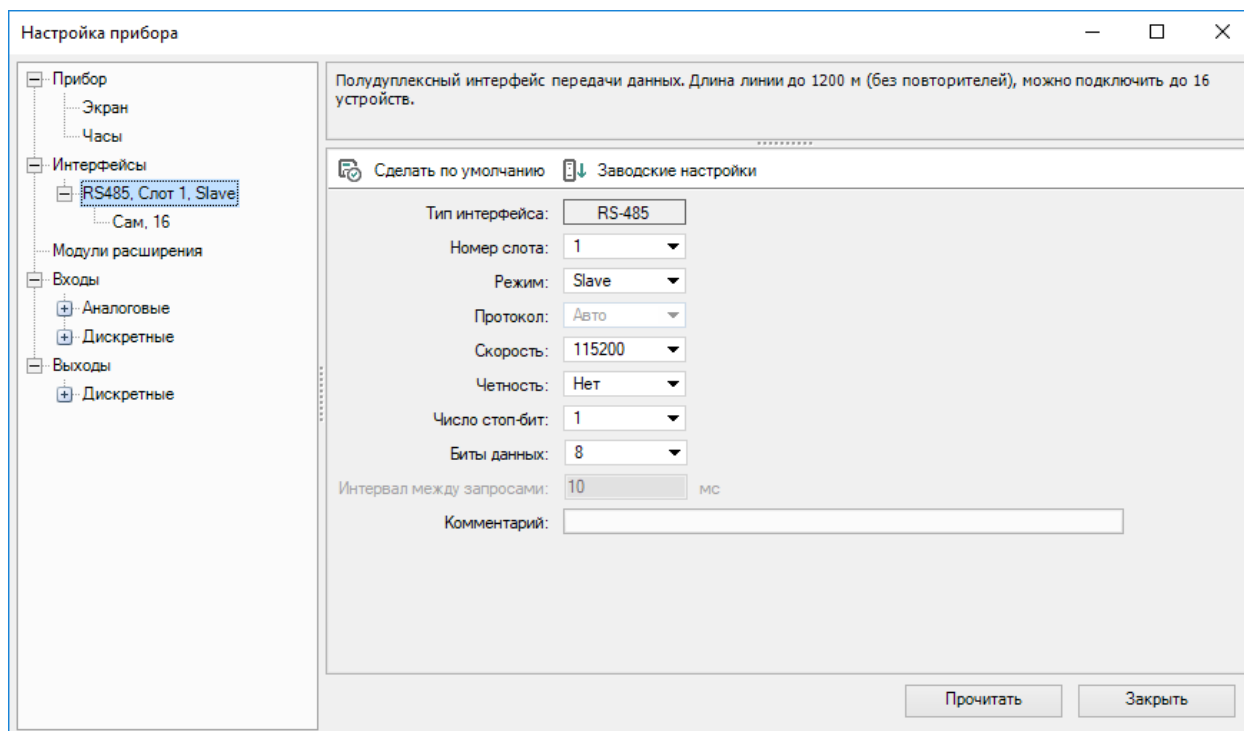 Настройка прибора
Прибор
Экран
Часы
Интерфейсы
RS485, Слот 1, Slave
Сам, 16
Модули расширения
Входы
Аналоговые
Дискретные
Выходы
Дискретные
Полудуплексный интерфейс передачи данных. Длина линии до 1200 м (без повторителей), можно подключить до 16
устройств.
Сделать по умолчанию Заводские настройки
Тип интерфейса: RS-485
Номер слота: 1
Режим: Slave
Протокол: Авто
Скорость: 115200
Четность: Нет
Число стоп-бит: 1
Биты данных: 8
Интервал между запросами: 10 мс
Комментарий:
Прочитать Закрыть